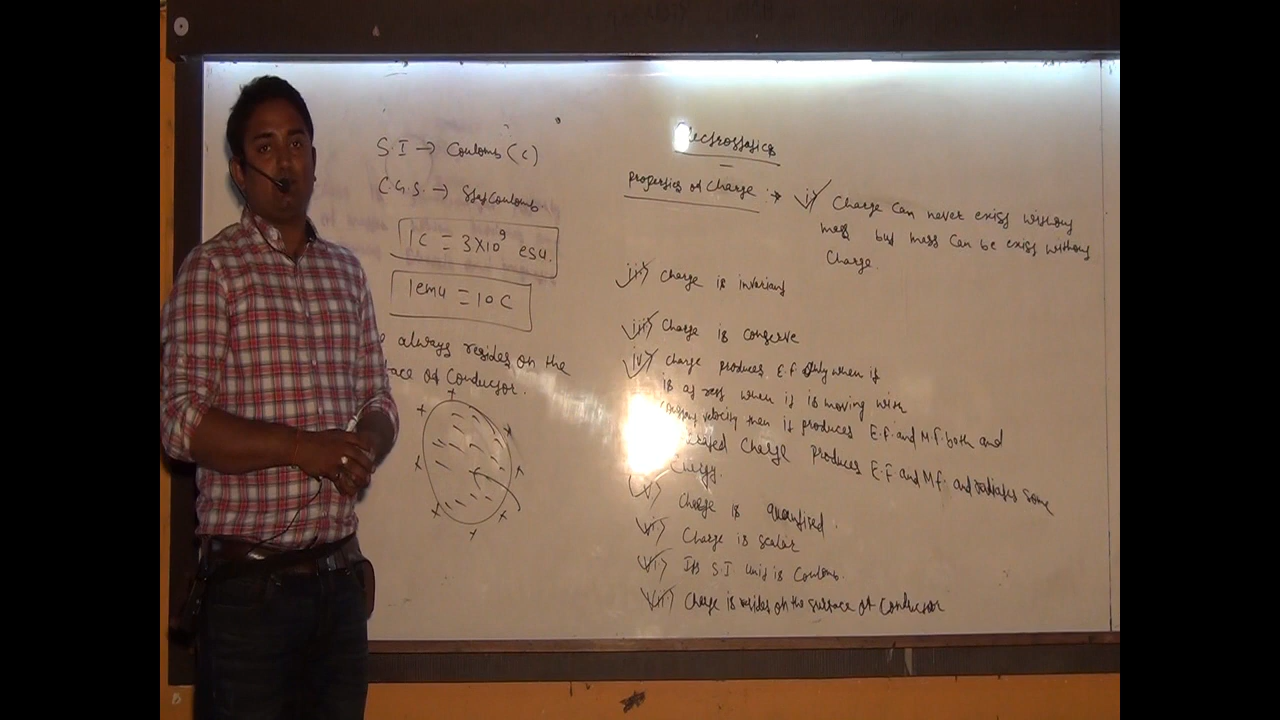 S.I → Coulomb (C)
C.G.S. → Statcoulomb
1C = 3×10⁹ esu.
1emu = 10 C
always resides on the
of Conductor.
Electrostatics
Properties of Charge :→ i) Charge can never exist without
mass but mass can be exist without
Charge.
ii) Charge is invariant
iii) Charge is conserve
iv) Charge produces E.f only when it
is at rest when it is moving with
velocity then it produces E.f. and M.f. both and
Charge produces E.F and M.f. and radiates some
Energy.
v) Charge is quantised.
vi) Charge is scalar
vi) Its S.I unit is Coulomb.
vii) Charge is resides on the surface of Conductor